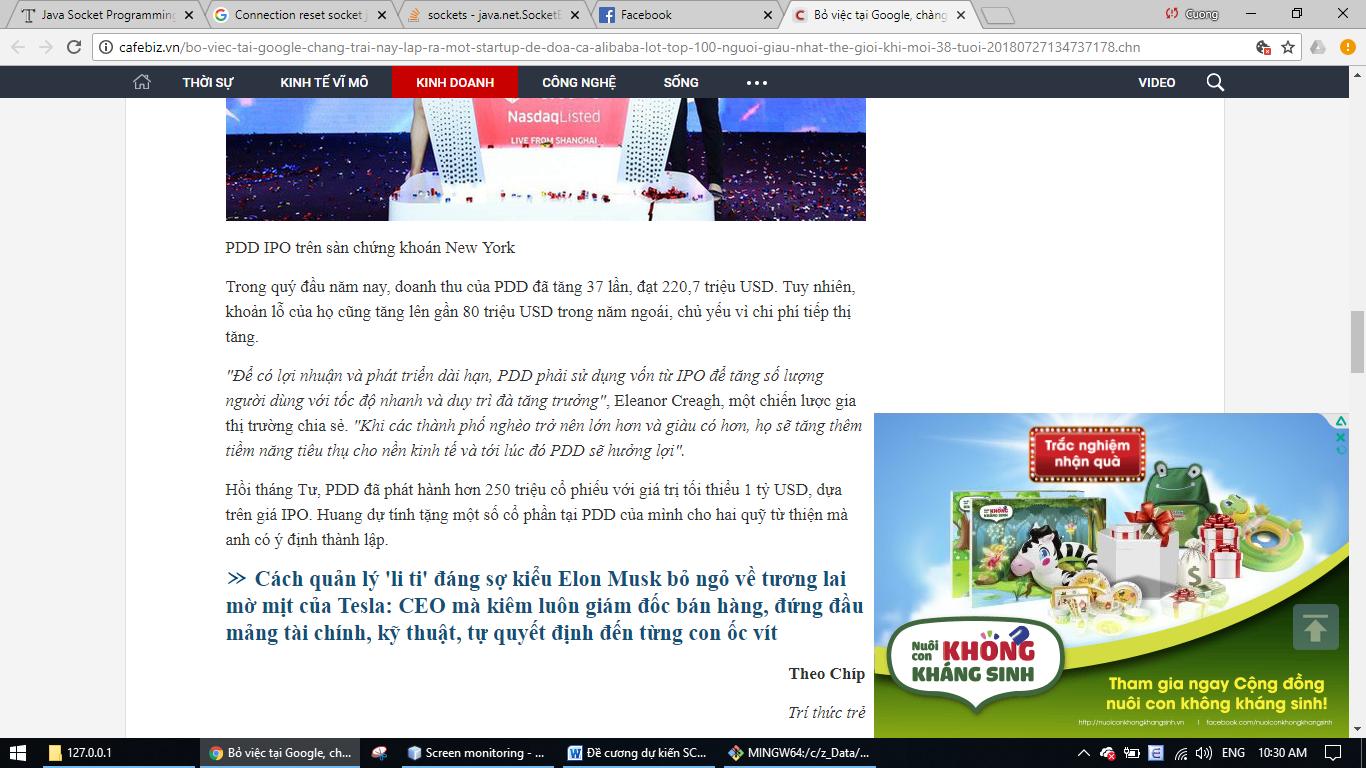 Java Socket Programming
Connection reset socket j
sockets - java.net.SocketE
Facebook
Bỏ việc tại Google, chàng
Cuong
cafebiz.vn/bo-viec-tai-google-chang-trai-nay-lap-ra-mot-startup-de-doa-ca-alibaba-lot-top-100-nguoi-giau-nhat-the-gioi-khi-moi-38-tuoi-20180727134737178.chn
THỜI SỰ KINH TẾ VĨ MÔ KINH DOANH CÔNG NGHỆ SỐNG VIDEO
NasdaqListed
LIVE FROM SHANGHAI
PDD IPO trên sàn chứng khoán New York
Trong quý đầu năm nay, doanh thu của PDD đã tăng 37 lần, đạt 220,7 triệu USD. Tuy nhiên,
khoản lỗ của họ cũng tăng lên gần 80 triệu USD trong năm ngoái, chủ yếu vì chi phí tiếp thị
tăng.
"Để có lợi nhuận và phát triển dài hạn, PDD phải sử dụng vốn từ IPO để tăng số lượng
người dùng với tốc độ nhanh và duy trì đà tăng trưởng", Eleanor Creagh, một chiến lược gia
thị trường chia sẻ. "Khi các thành phố nghèo trở nên lớn hơn và giàu có hơn, họ sẽ tăng thêm
tiềm năng tiêu thụ cho nền kinh tế và tới lúc đó PDD sẽ hưởng lợi".
Hồi tháng Tư, PDD đã phát hành hơn 250 triệu cổ phiếu với giá trị tối thiểu 1 tỷ USD, dựa
trên giá IPO. Huang dự tính tặng một số cổ phần tại PDD của mình cho hai quỹ từ thiện mà
anh có ý định thành lập.
>> Cách quản lý 'li ti' đáng sợ kiểu Elon Musk bỏ ngỏ về tương lai
mờ mịt của Tesla: CEO mà kiêm luôn giám đốc bán hàng, đứng đầu
mảng tài chính, kỹ thuật, tự quyết định đến từng con ốc vít
Theo Chíp
Trí thức trẻ
Trắc nghiệm
nhận quà
KHÔNG
KHÁNG SINH
Nuôi
con KHÔNG
KHÁNG SINH
Tham gia ngay Cộng đồng
nuôi con không kháng sinh!
http://nuoiconkhongkhangsinh.vn | facebook.com/nuoiconkhongkhangsinh
127.0.0.1
Bỏ việc tại Google, ch...
Screen monitoring - ...
Đề cương dự kiến SC...
MINGW64:/c/z_Data/...
ENG
10:30 AM